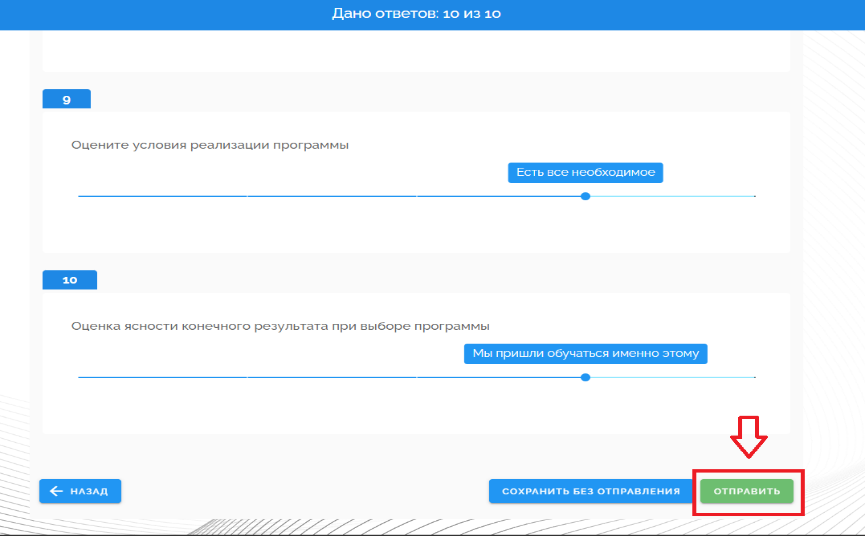 Дано ответов: 10 из 10
9
Оцените условия реализации программы
Есть все необходимое
10
Оценка ясности конечного результата при выборе программы
Мы пришли обучаться именно этому
НАЗАД
СОХРАНИТЬ БЕЗ ОТПРАВЛЕНИЯ
ОТПРАВИТЬ